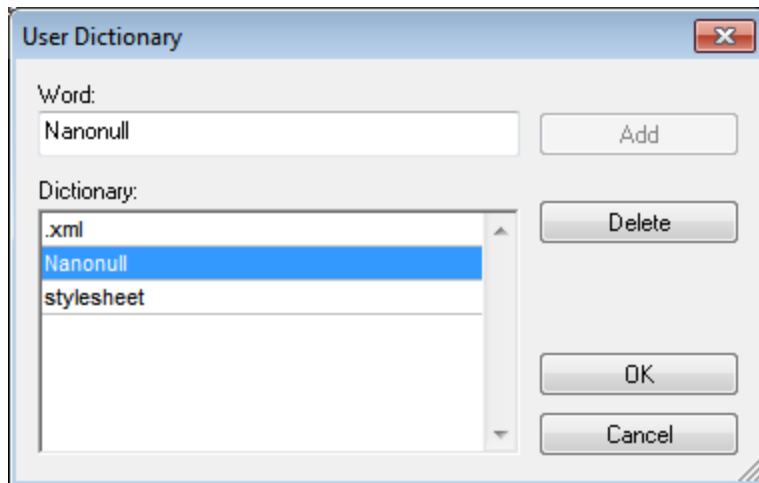 User Dictionary
Word:
Nanonull
Add
Dictionary:
.xml
Nanonull
stylesheet
Delete
OK
Cancel